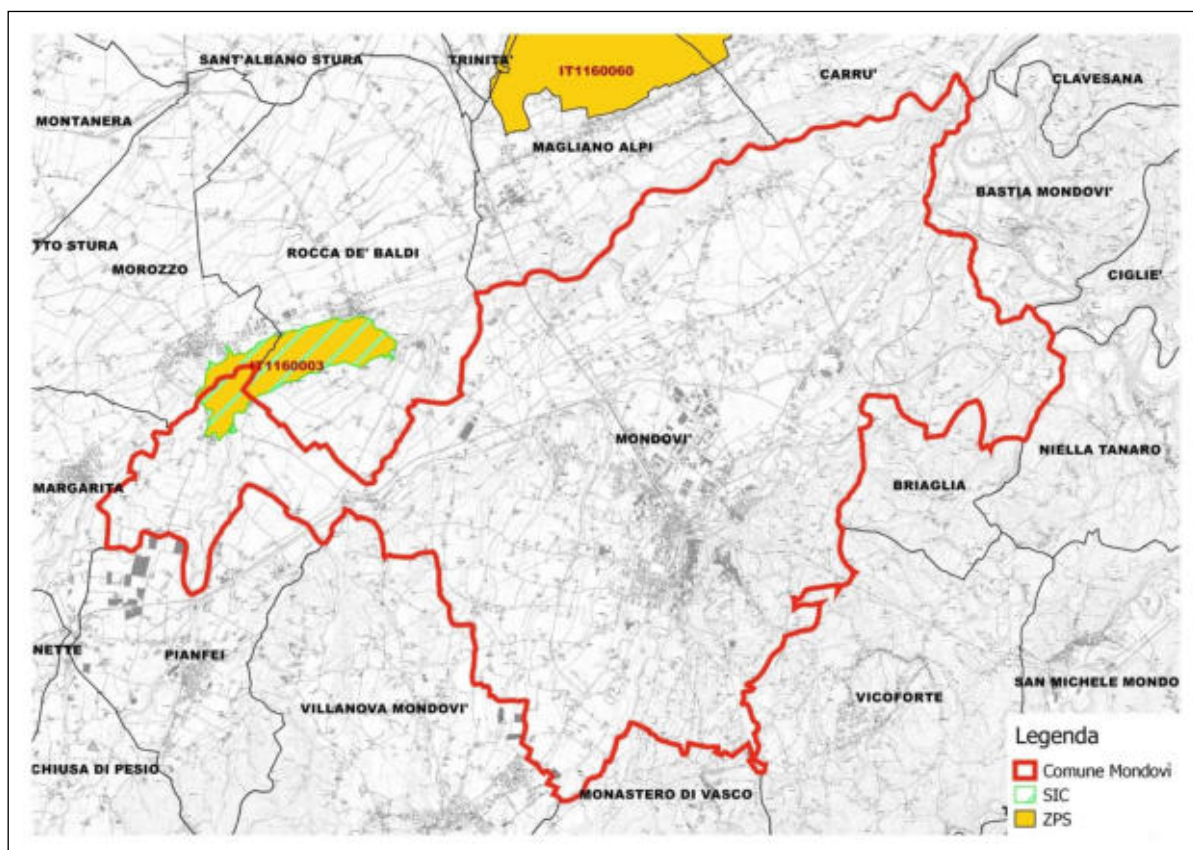 SANT'ALBANO STURA
TRINITA'
IT1160060
CARRU'
CLAVESANA
MONTANERA
MAGLIANO ALPI
BASTIA MONDOVI'
TTO STURA
ROCCA DE' BALDI
MOROZZO
CIGLIE'
IT1160003
MONDOVI'
NIELLA TANARO
MARGARITA
BRIAGLIA
NETTE
PIANFEI
VILLANOVA MONDOVI'
VICOFORTE
SAN MICHELE MONDO
CHIUSA DI PESIO
MONASTERO DI VASCO
Legenda
Comune Mondovì
SIC
ZPS